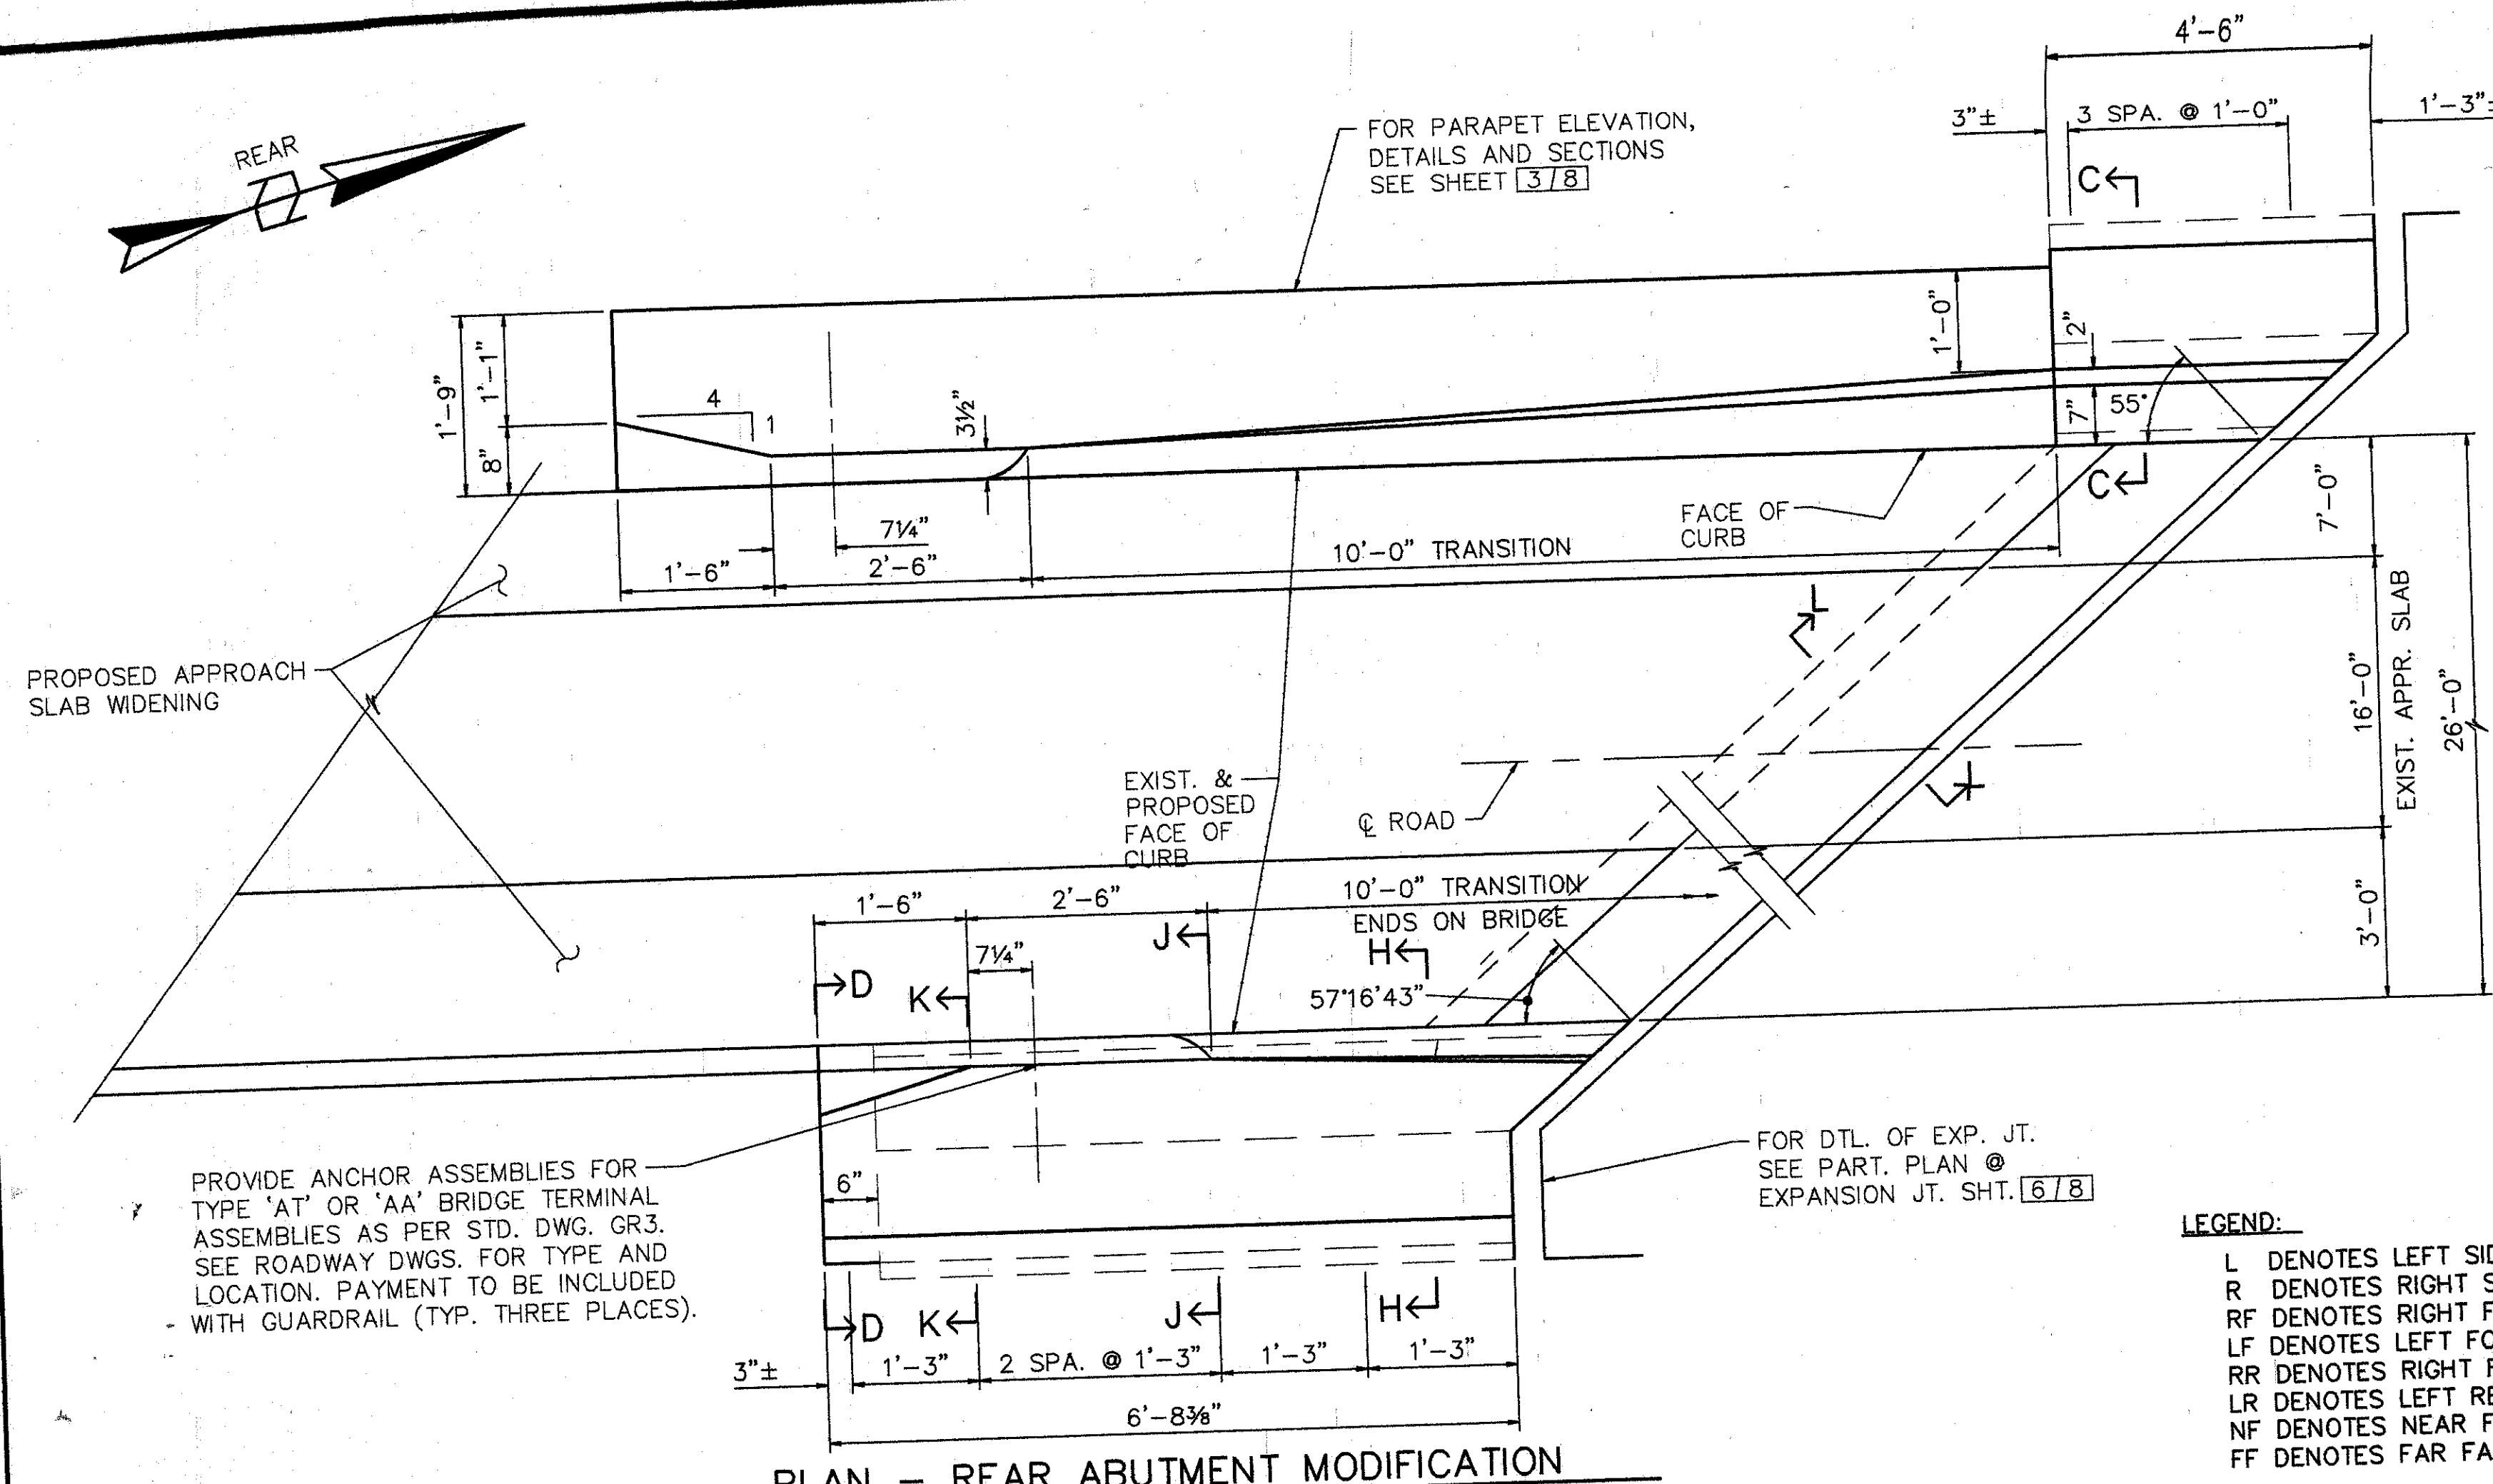 4'-6"
3"±
3 SPA. @ 1'-0"
1'-3"±
REAR
FOR PARAPET ELEVATION,
DETAILS AND SECTIONS
SEE SHEET 3/8
C
1'-9"
1'-1"
8"
4
1
3½"
1'-0"
2"
7"
55°
C
7¼"
1'-6"
2'-6"
10'-0" TRANSITION
FACE OF
CURB
7'-0"
L
PROPOSED APPROACH
SLAB WIDENING
16'-0"
EXIST. APPR. SLAB
26'-0"
EXIST. &
PROPOSED
FACE OF
CURB
℄ ROAD
L
1'-6"
2'-6"
10'-0" TRANSITION
ENDS ON BRIDGE
3'-0"
J
H
7¼"
D
K
57°16'43"
PROVIDE ANCHOR ASSEMBLIES FOR
TYPE 'AT' OR 'AA' BRIDGE TERMINAL
ASSEMBLIES AS PER STD. DWG. GR3.
SEE ROADWAY DWGS. FOR TYPE AND
LOCATION. PAYMENT TO BE INCLUDED
WITH GUARDRAIL (TYP. THREE PLACES).
6"
FOR DTL. OF EXP. JT.
SEE PART. PLAN @
EXPANSION JT. SHT. 6/8
D
K
J
H
3"±
1'-3"
2 SPA. @ 1'-3"
1'-3"
1'-3"
6'-8⅜"
PLAN – REAR ABUTMENT MODIFICATION
LEGEND:
L DENOTES LEFT SID
R DENOTES RIGHT S
RF DENOTES RIGHT F
LF DENOTES LEFT FO
RR DENOTES RIGHT R
LR DENOTES LEFT RE
NF DENOTES NEAR F
FF DENOTES FAR FA